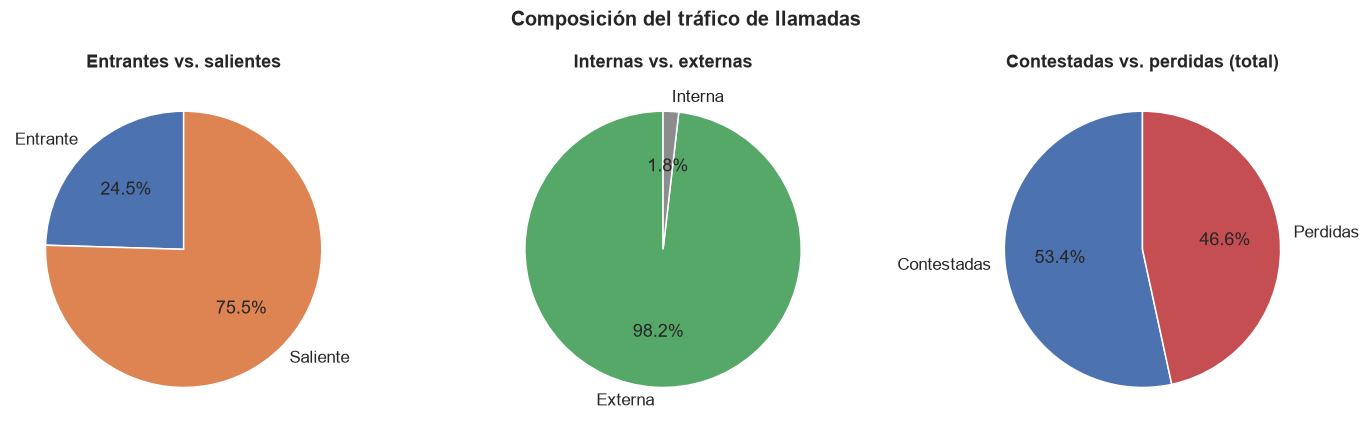 Composición del tráfico de llamadas
Entrantes vs. salientes
Entrante
24.5%
75.5%
Saliente
Internas vs. externas
Interna
1.8%
98.2%
Externa
Contestadas vs. perdidas (total)
Contestadas
53.4%
46.6%
Perdidas